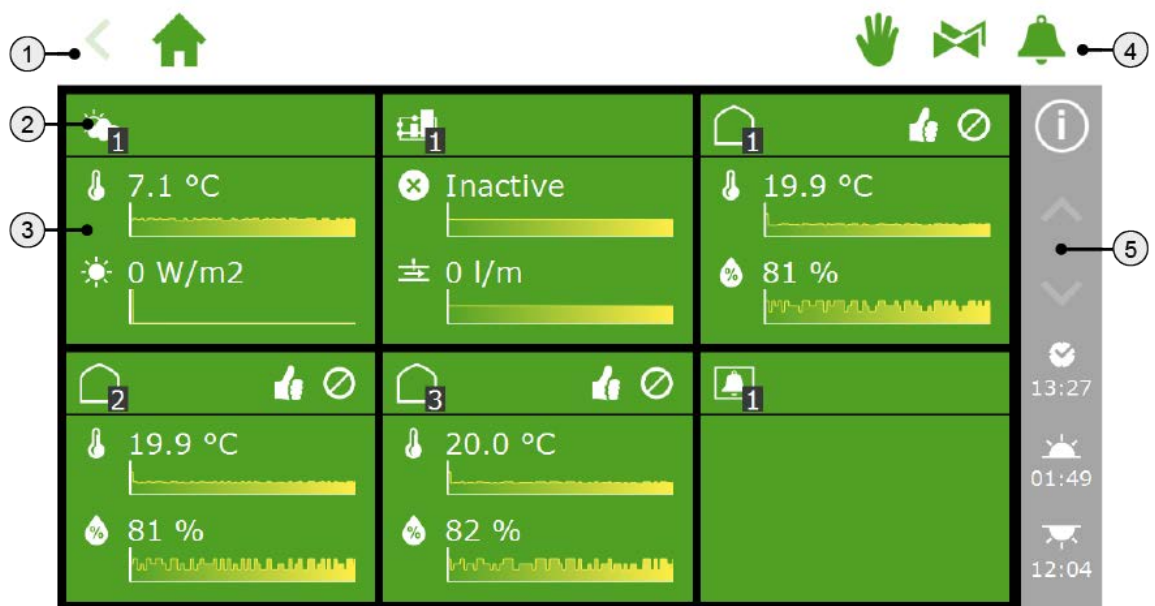 1
4
2
1
1
1
7.1 °C
Inactive
19.9 °C
3
5
0 W/m2
0 l/m
% 81 %
2
3
1
13:27
19.9 °C
20.0 °C
01:49
% 81 %
% 82 %
12:04